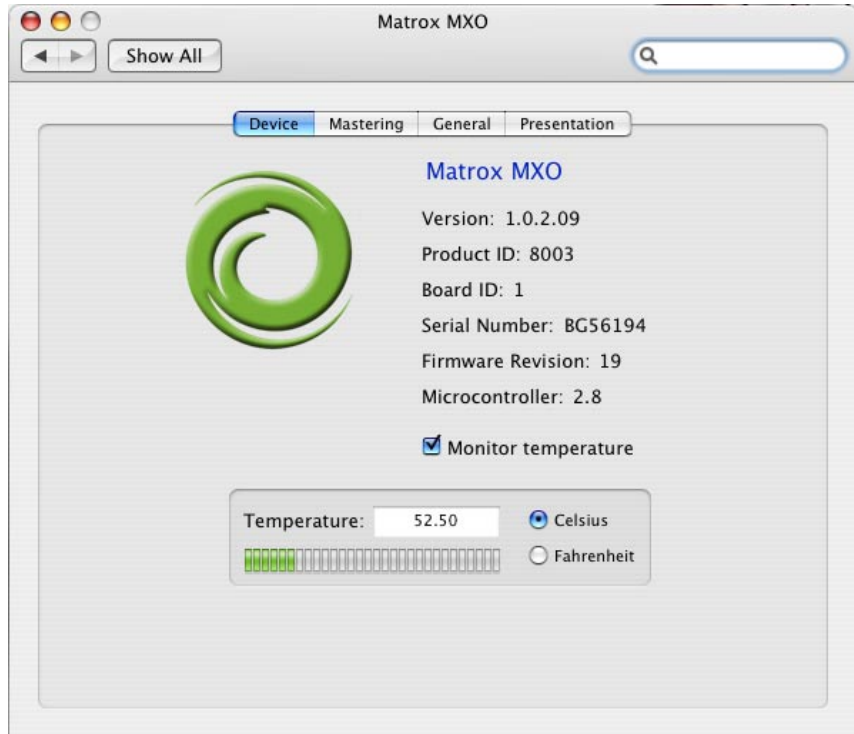 Matrox MXO
Show All
Device Mastering General Presentation
Matrox MXO
Version: 1.0.2.09
Product ID: 8003
Board ID: 1
Serial Number: BG56194
Firmware Revision: 19
Microcontroller: 2.8
Monitor temperature
Temperature: 52.50 Celsius
Fahrenheit